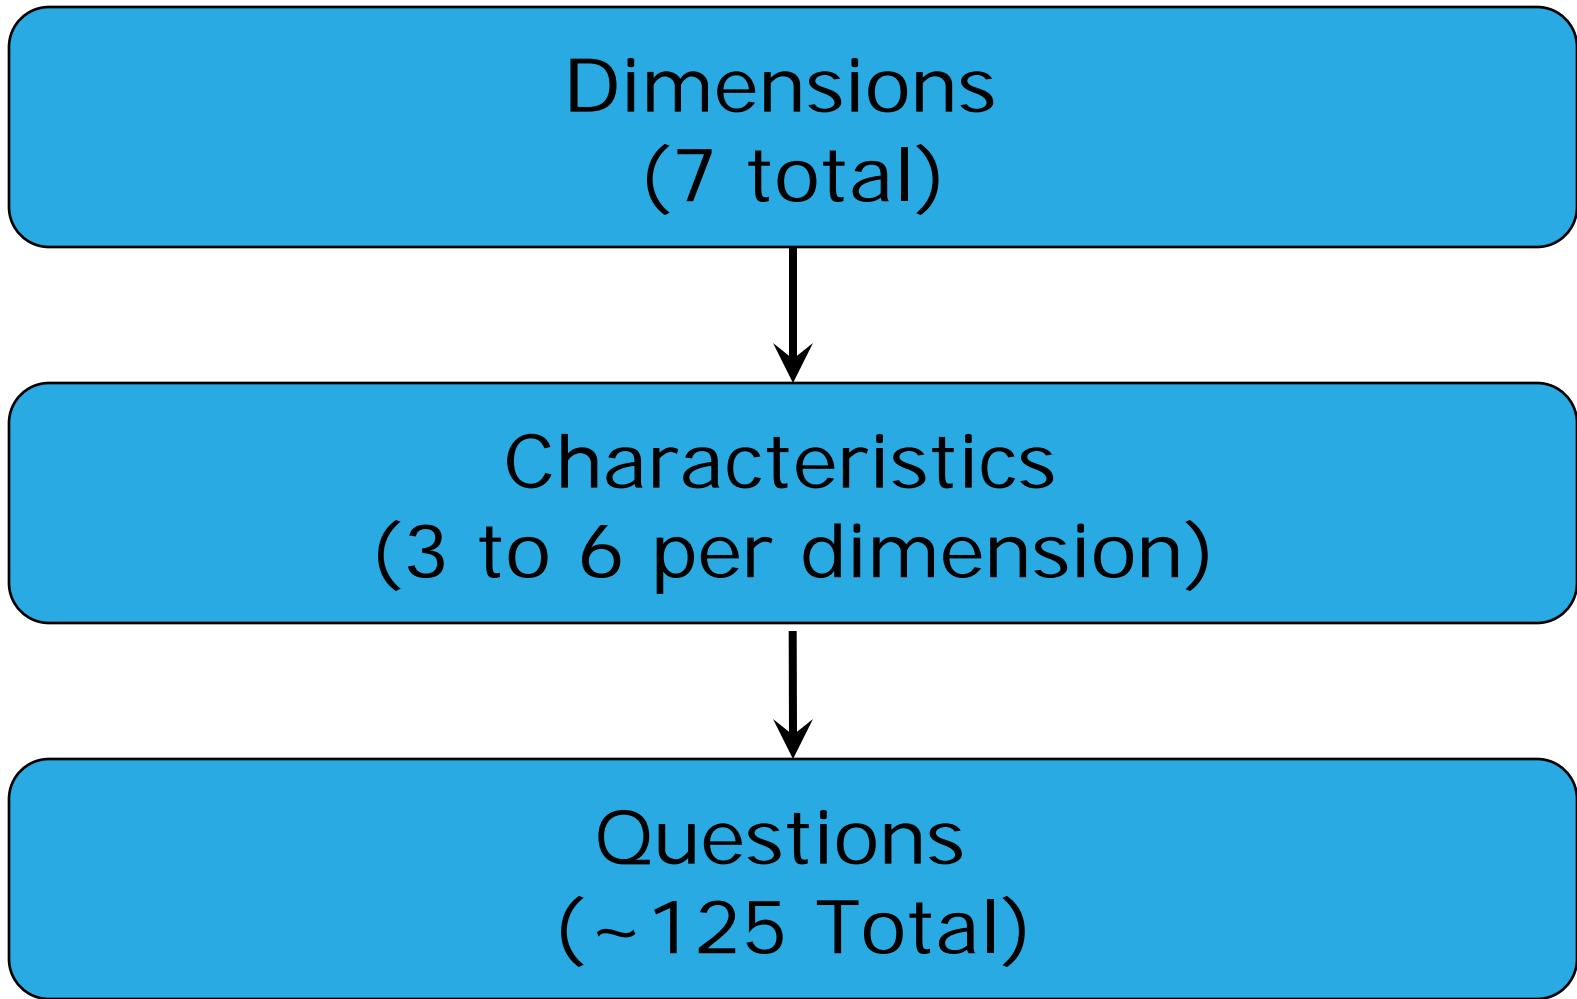 Dimensions
(7 total)
Characteristics
(3 to 6 per dimension)
Questions
(~125 Total)